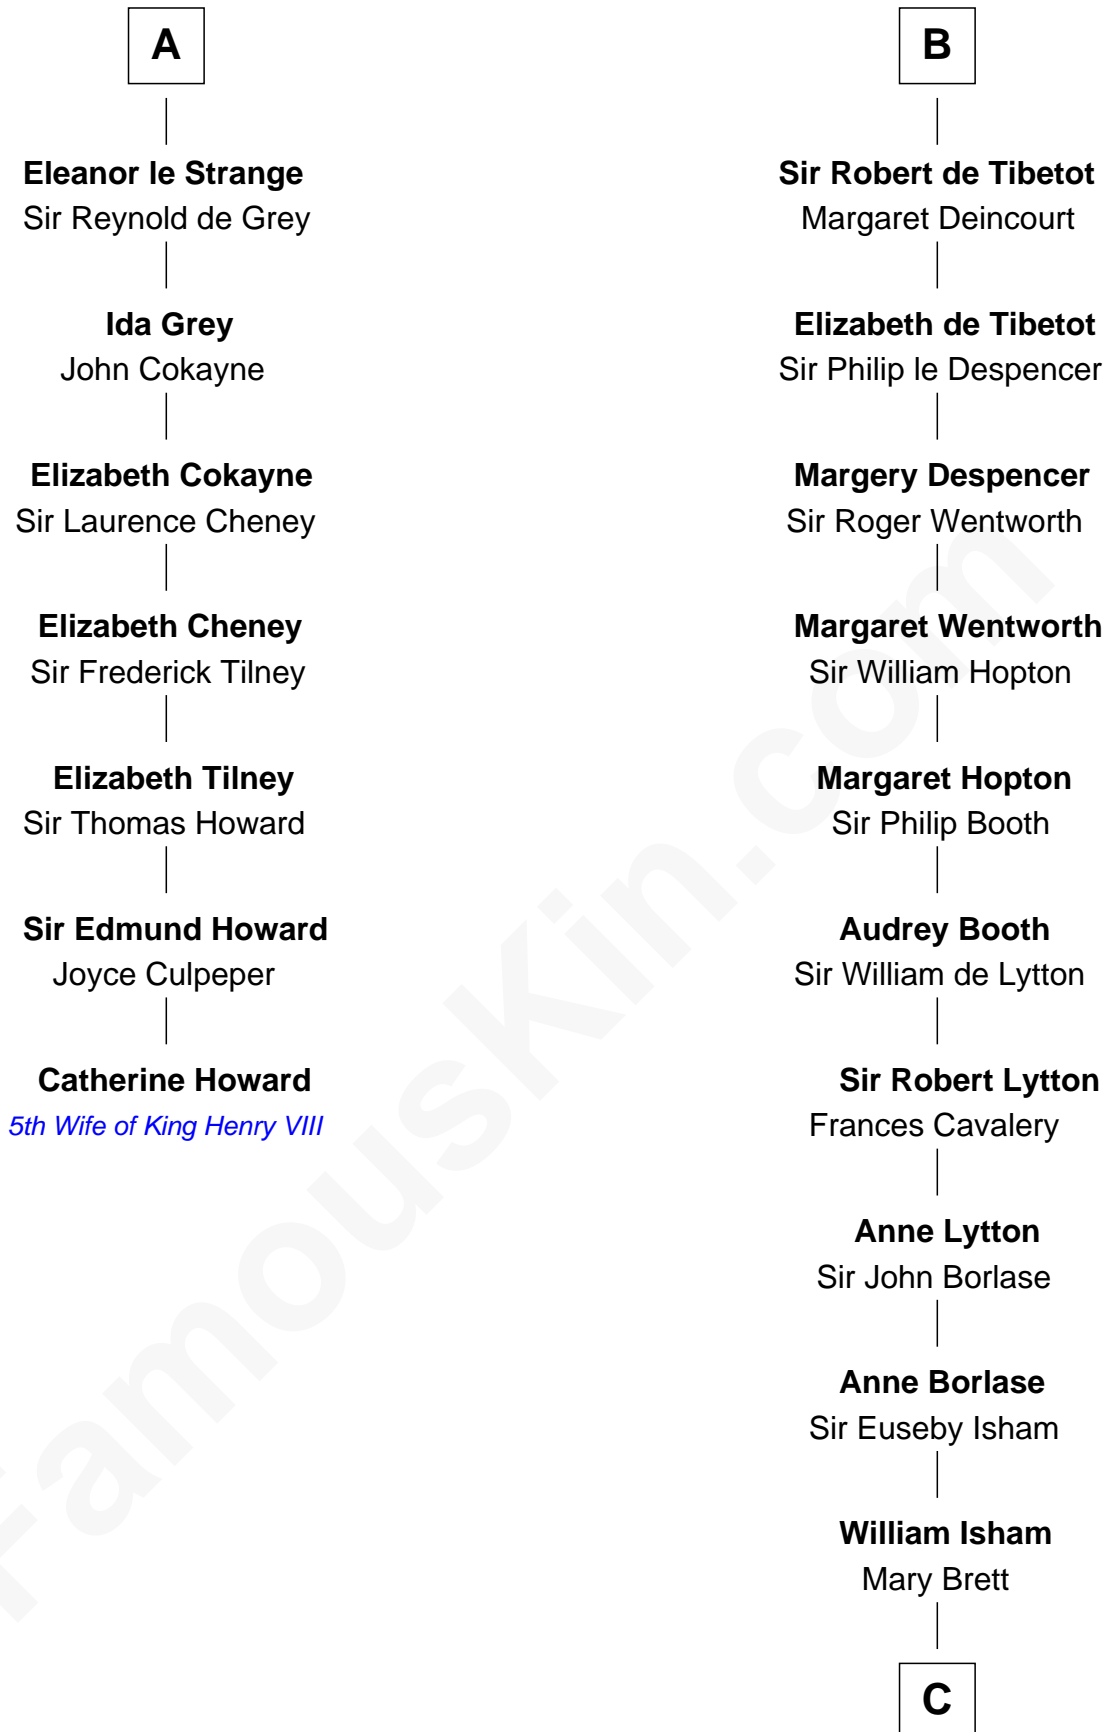 A
Eleanor le Strange
Sir Reynold de Grey
Ida Grey
John Cokayne
Elizabeth Cokayne
Sir Laurence Cheney
Elizabeth Cheney
Sir Frederick Tilney
Elizabeth Tilney
Sir Thomas Howard
Sir Edmund Howard
Joyce Culpeper
Catherine Howard
5th Wife of King Henry VIII
B
Sir Robert de Tibetot
Margaret Deincourt
Elizabeth de Tibetot
Sir Philip le Despencer
Margery Despencer
Sir Roger Wentworth
Margaret Wentworth
Sir William Hopton
Margaret Hopton
Sir Philip Booth
Audrey Booth
Sir William de Lytton
Sir Robert Lytton
Frances Cavalery
Anne Lytton
Sir John Borlase
Anne Borlase
Sir Euseby Isham
William Isham
Mary Brett
C
FamousKin.com